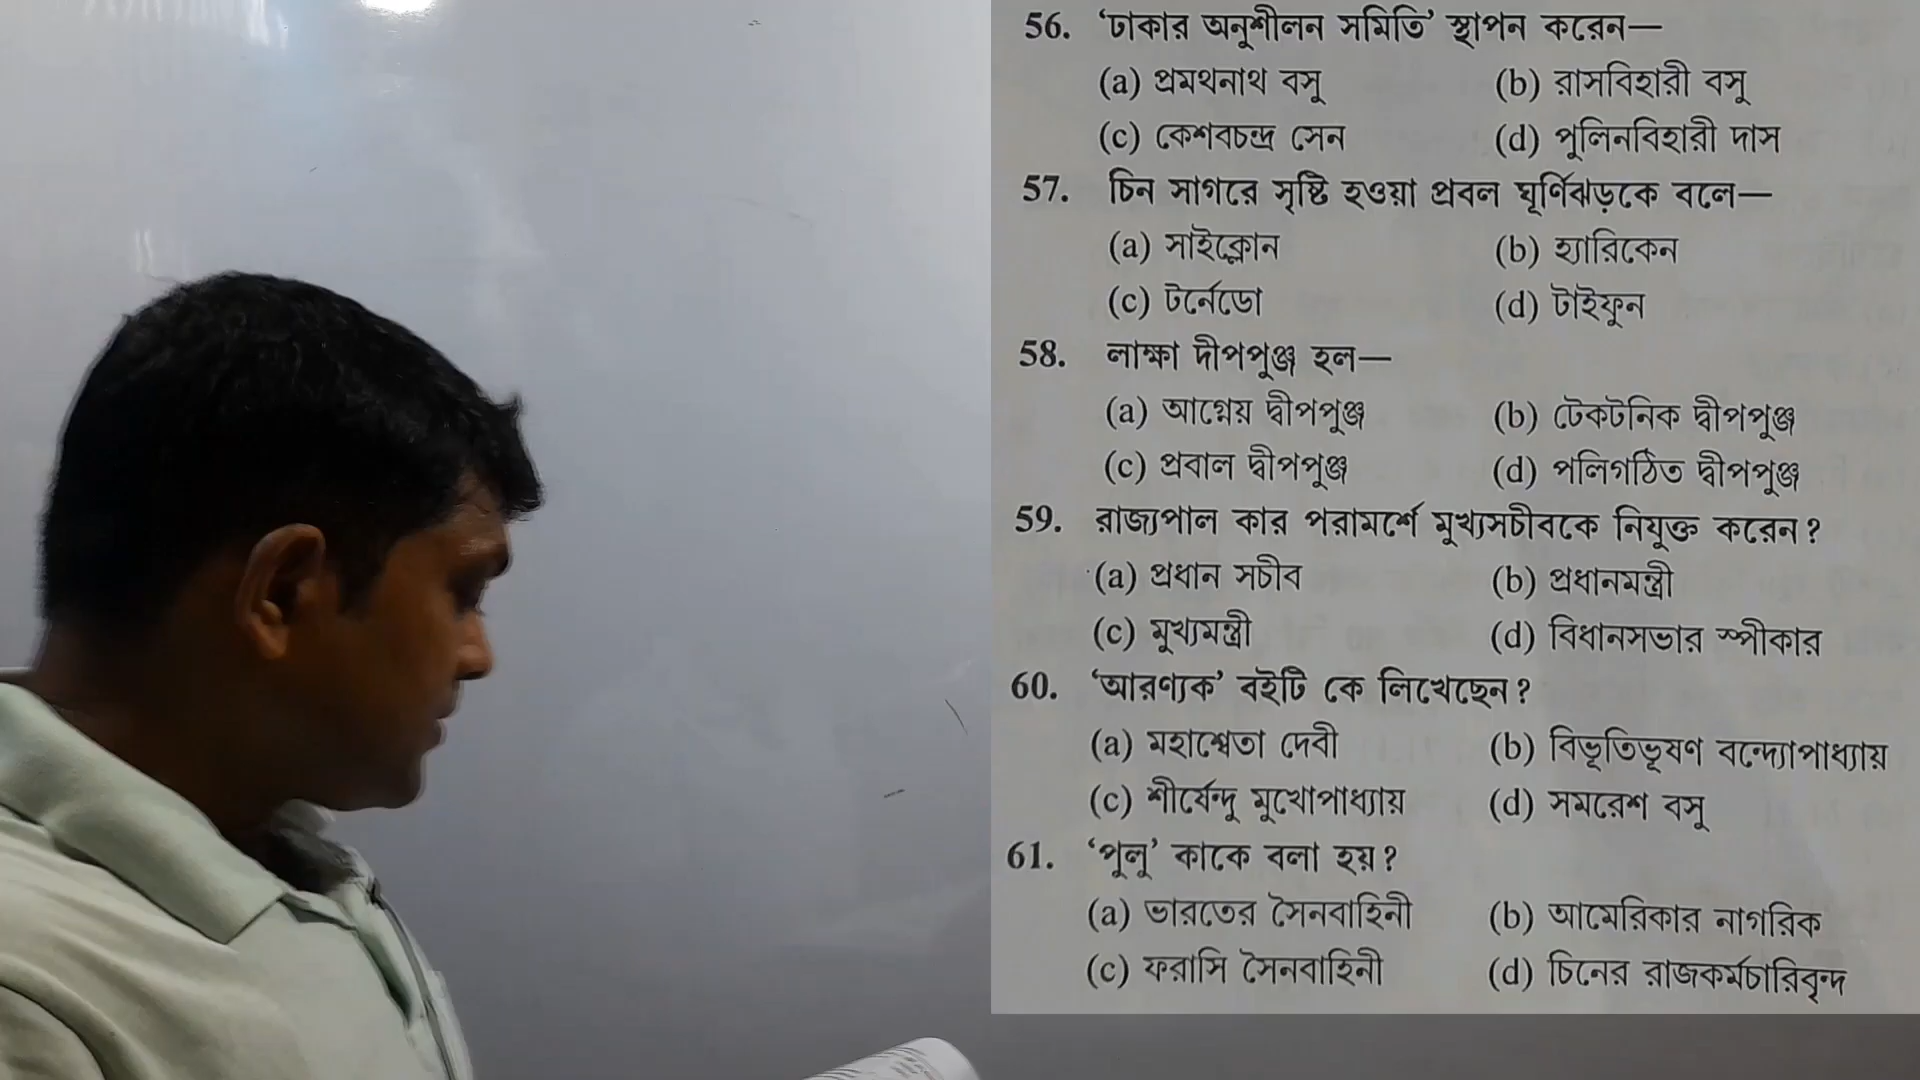 56. ‘ঢাকার অনুশীলন সমিতি’ স্থাপন করেন—
(a) প্রমথনাথ বসু (b) রাসবিহারী বসু
(c) কেশবচন্দ্র সেন (d) পুলিনবিহারী দাস
57. চিন সাগরে সৃষ্টি হওয়া প্রবল ঘূর্ণিঝড়কে বলে—
(a) সাইক্লোন (b) হ্যারিকেন
(c) টর্নেডো (d) টাইফুন
58. লাক্ষা দীপপুঞ্জ হল—
(a) আগ্নেয় দ্বীপপুঞ্জ (b) টেকটনিক দ্বীপপুঞ্জ
(c) প্রবাল দ্বীপপুঞ্জ (d) পলিগঠিত দ্বীপপুঞ্জ
59. রাজ্যপাল কার পরামর্শে মুখ্যসচীবকে নিযুক্ত করেন?
(a) প্রধান সচীব (b) প্রধানমন্ত্রী
(c) মুখ্যমন্ত্রী (d) বিধানসভার স্পীকার
60. ‘আরণ্যক’ বইটি কে লিখেছেন?
(a) মহাশ্বেতা দেবী (b) বিভূতিভূষণ বন্দ্যোপাধ্যায়
(c) শীর্ষেন্দু মুখোপাধ্যায় (d) সমরেশ বসু
61. ‘পুলু’ কাকে বলা হয়?
(a) ভারতের সৈনবাহিনী (b) আমেরিকার নাগরিক
(c) ফরাসি সৈনবাহিনী (d) চিনের রাজকর্মচারিবৃন্দ